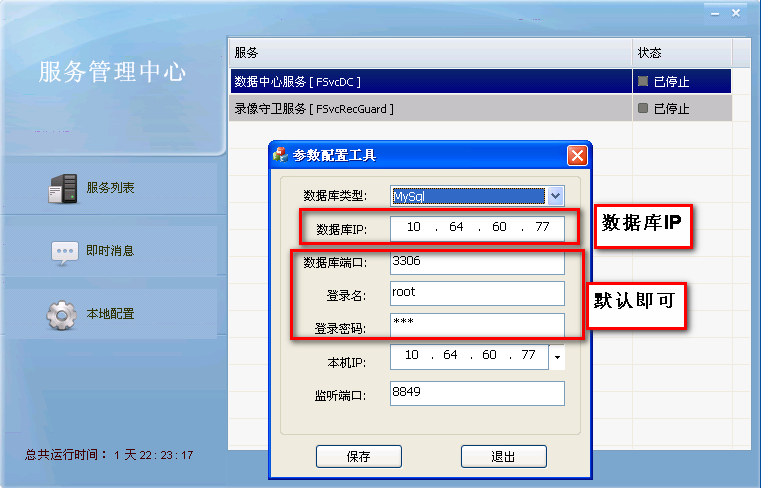 服务管理中心
服务列表
即时消息
本地配置
总共运行时间： 1 天 22 : 23 : 17
服务 状态
数据中心服务 [ FSvcDC ] 已停止
录像守卫服务 [ FSvcRecGuard ] 已停止
参数配置工具
数据库类型: MySql
数据库IP: 10 . 64 . 60 . 77
数据库IP
数据库端口: 3306
登录名: root
默认即可
登录密码: ***
本机IP: 10 . 64 . 60 . 77
监听端口: 8849
保存 退出